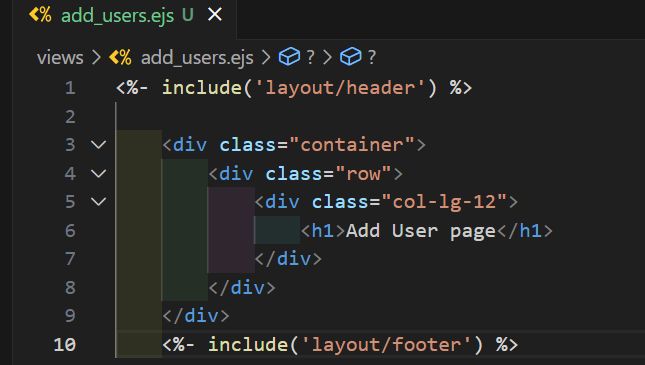 add_users.ejs U
views > add_users.ejs > ? > ?
1 <%- include('layout/header') %>
2
3 <div class="container">
4 <div class="row">
5 <div class="col-lg-12">
6 <h1>Add User page</h1>
7 </div>
8 </div>
9 </div>
10 <%- include('layout/footer') %>